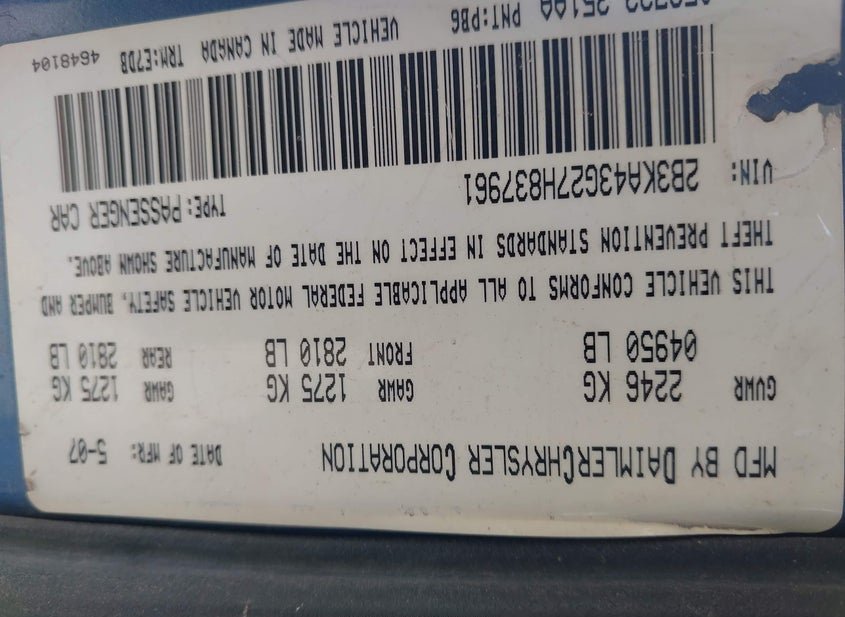 MFD BY DAIMLERCHRYSLER CORPORATION DATE OF MFR: 5-07
GVWR 2246 KG GAWR 1275 KG GAWR 1275 KG
04950 LB FRONT 2810 LB REAR 2810 LB
THIS VEHICLE CONFORMS TO ALL APPLICABLE FEDERAL MOTOR VEHICLE SAFETY, BUMPER AND
THEFT PREVENTION STANDARDS IN EFFECT ON THE DATE OF MANUFACTURE SHOWN ABOVE.
VIN: 2B3KA43G27H837961 TYPE: PASSENGER CAR
PNT:PB6 VEHICLE MADE IN CANADA TRM:E7DB 4648104